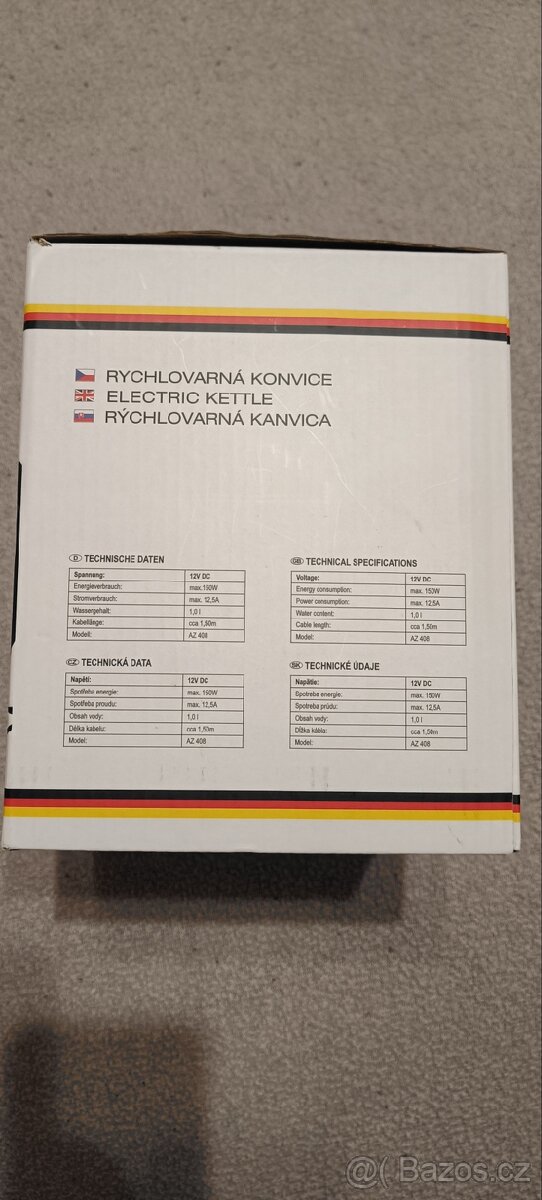 RYCHLOVARNÁ KONVICE
ELECTRIC KETTLE
RÝCHLOVARNÁ KANVICA
D TECHNISCHE DATEN
Spannung: 12V DC
Energieverbrauch: max. 150W
Stromverbrauch: max. 12,5A
Wassergehalt: 1,0 l
Kabellänge: cca 1,50m
Modell: AZ 408
GB TECHNICAL SPECIFICATIONS
Voltage: 12V DC
Energy consumption: max. 150W
Power consumption: max. 12,5A
Water content: 1,0 l
Cable length: cca 1,50m
Model: AZ 408
CZ TECHNICKÁ DATA
Napětí: 12V DC
Spotřeba energie: max. 150W
Spotřeba proudu: max. 12,5A
Obsah vody: 1,0 l
Délka kabelu: cca 1,50m
Model: AZ 408
SK TECHNICKÉ ÚDAJE
Napätie: 12V DC
Spotreba energie: max. 150W
Spotreba prúdu: max. 12,5A
Obsah vody: 1,0 l
Dĺžka kábla: cca 1,50m
Model: AZ 408
@( Bazos.cz